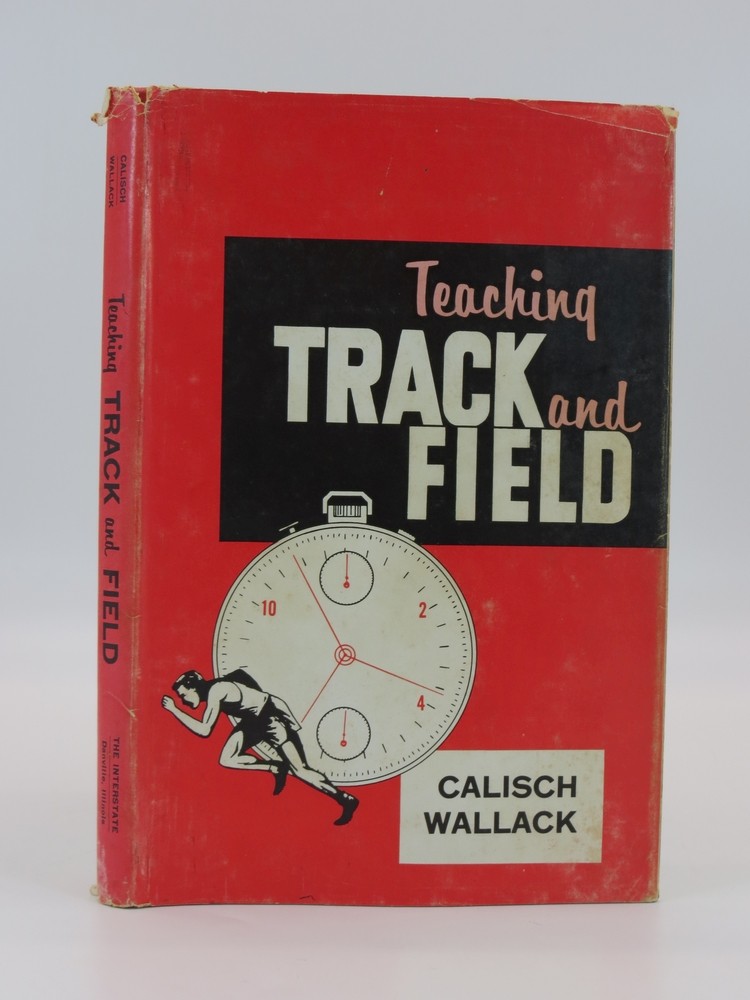 CALISCH
WALLACK
Teaching TRACK and FIELD
THE INTERSTATE
Danville, Illinois
Teaching
TRACK and
FIELD
10
2
4
CALISCH
WALLACK